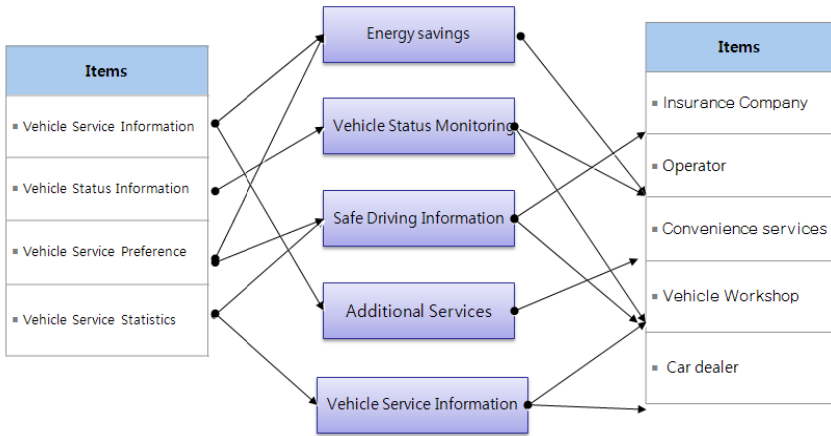 Items
▪ Vehicle Service Information
▪ Vehicle Status Information
▪ Vehicle Service Preference
▪ Vehicle Service Statistics
Energy savings
Vehicle Status Monitoring
Safe Driving Information
Additional Services
Vehicle Service Information
Items
▪ Insurance Company
▪ Operator
▪ Convenience services
▪ Vehicle Workshop
▪ Car dealer